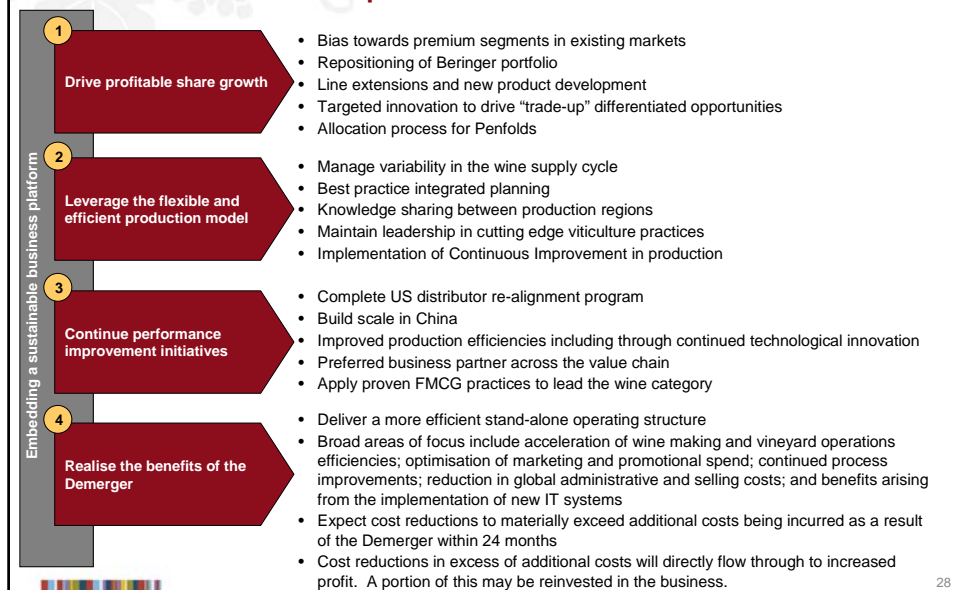 1
Drive profitable share growth
• Bias towards premium segments in existing markets
• Repositioning of Beringer portfolio
• Line extensions and new product development
• Targeted innovation to drive “trade-up” differentiated opportunities
• Allocation process for Penfolds
Embedding a sustainable business platform
2
Leverage the flexible and
efficient production model
• Manage variability in the wine supply cycle
• Best practice integrated planning
• Knowledge sharing between production regions
• Maintain leadership in cutting edge viticulture practices
• Implementation of Continuous Improvement in production
3
Continue performance
improvement initiatives
• Complete US distributor re-alignment program
• Build scale in China
• Improved production efficiencies including through continued technological innovation
• Preferred business partner across the value chain
• Apply proven FMCG practices to lead the wine category
4
Realise the benefits of the
Demerger
• Deliver a more efficient stand-alone operating structure
• Broad areas of focus include acceleration of wine making and vineyard operations
efficiencies; optimisation of marketing and promotional spend; continued process
improvements; reduction in global administrative and selling costs; and benefits arising
from the implementation of new IT systems
• Expect cost reductions to materially exceed additional costs being incurred as a result
of the Demerger within 24 months
• Cost reductions in excess of additional costs will directly flow through to increased
profit. A portion of this may be reinvested in the business.
28